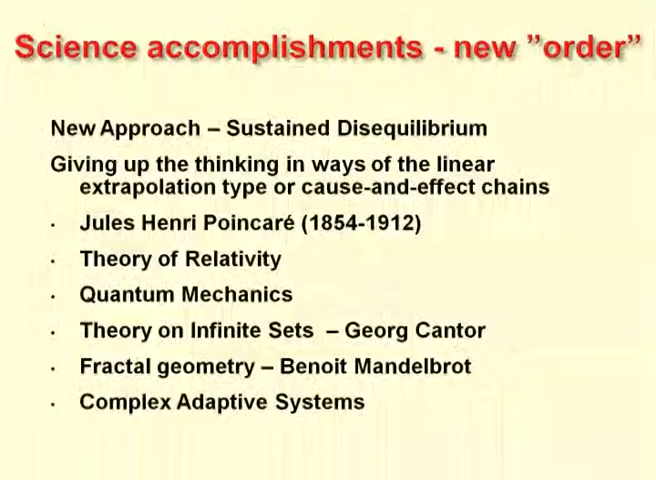 Science accomplishments - new ”order”
New Approach – Sustained Disequilibrium
Giving up the thinking in ways of the linear
extrapolation type or cause-and-effect chains
· Jules Henri Poincaré (1854-1912)
· Theory of Relativity
· Quantum Mechanics
· Theory on Infinite Sets – Georg Cantor
· Fractal geometry – Benoit Mandelbrot
· Complex Adaptive Systems